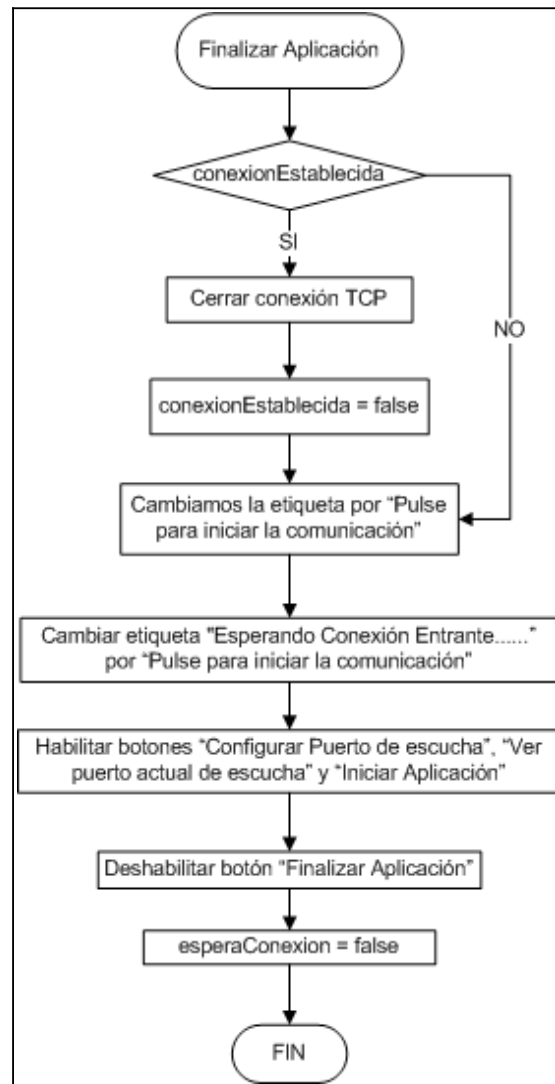 Finalizar Aplicación
conexionEstablecida
SI
Cerrar conexión TCP
NO
conexionEstablecida = false
Cambiamos la etiqueta por “Pulse
para iniciar la comunicación”
Cambiar etiqueta "Esperando Conexión Entrante......"
por “Pulse para iniciar la comunicación”
Habilitar botones “Configurar Puerto de escucha”, “Ver
puerto actual de escucha” y “Iniciar Aplicación”
Deshabilitar botón “Finalizar Aplicación”
esperaConexion = false
FIN